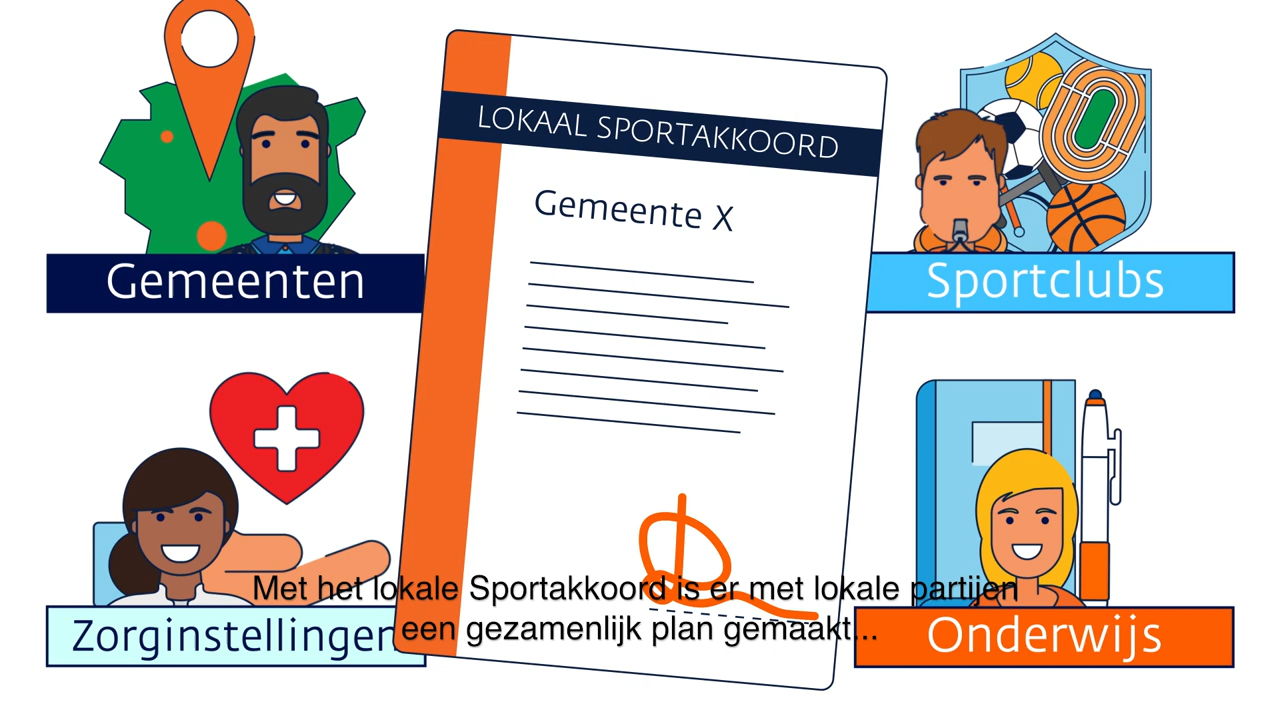 LOKAAL SPORTAKKOORD
Gemeente X
Gemeenten
Sportclubs
Zorginstellingen
Onderwijs
Met het lokale Sportakkoord is er met lokale partijen
een gezamenlijk plan gemaakt...